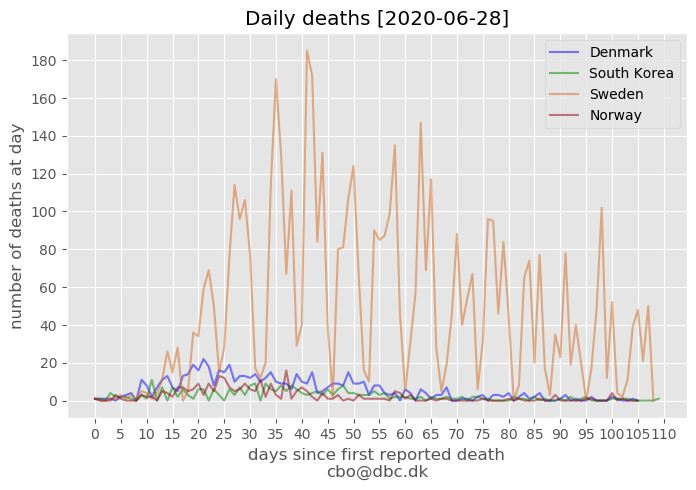 Daily deaths [2020-06-28]
Denmark
South Korea
Sweden
Norway
number of deaths at day
180
160
140
120
100
80
60
40
20
0
0 5 10 15 20 25 30 35 40 45 50 55 60 65 70 75 80 85 90 95 100 105 110
days since first reported death
cbo@dbc.dk